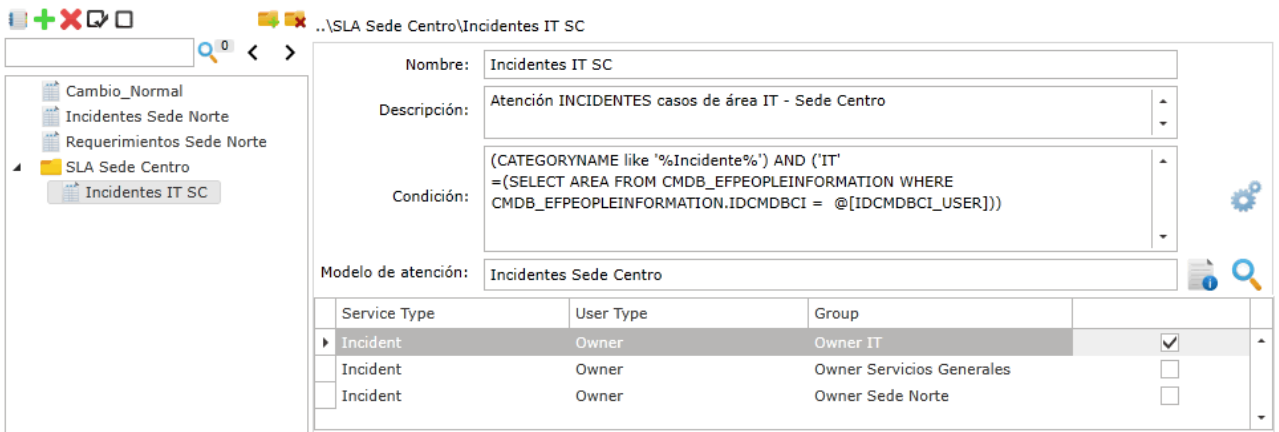 ..\SLA Sede Centro\Incidentes IT SC
0
Cambio_Normal
Incidentes Sede Norte
Requerimientos Sede Norte
SLA Sede Centro
Incidentes IT SC
Nombre: Incidentes IT SC
Descripción: Atención INCIDENTES casos de área IT - Sede Centro
Condición: (CATEGORYNAME like '%Incidente%') AND ('IT'
=(SELECT AREA FROM CMDB_EFPEOPLEINFORMATION WHERE
CMDB_EFPEOPLEINFORMATION.IDCMDBCI = @[IDCMDBCI_USER]))
Modelo de atención: Incidentes Sede Centro
Service Type User Type Group
Incident Owner Owner IT
Incident Owner Owner Servicios Generales
Incident Owner Owner Sede Norte